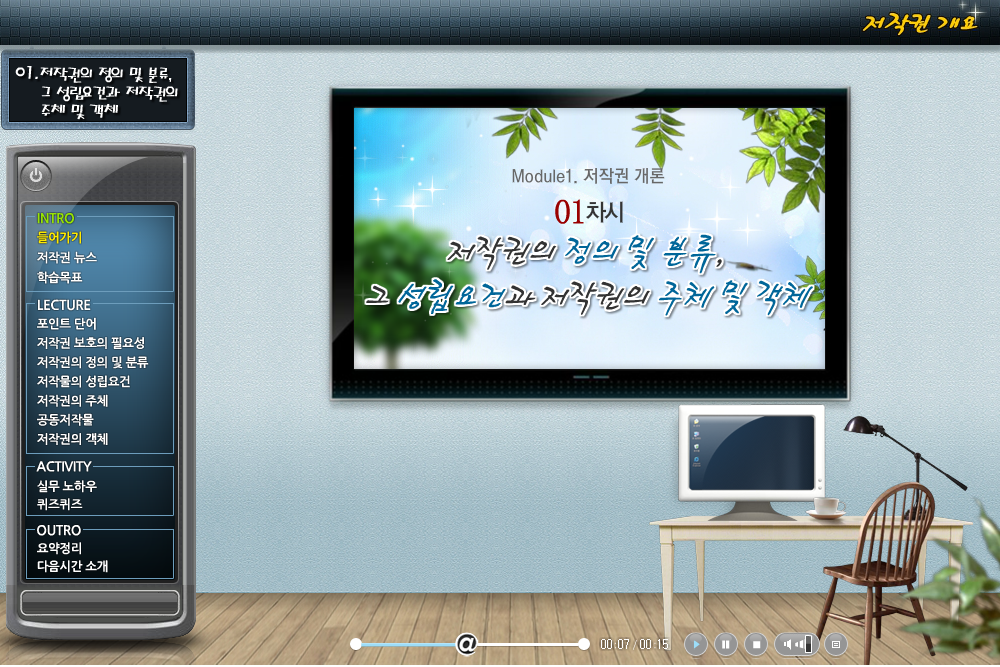 저작권 개요
01.저작권의 정의 및 분류,
그 성립요건과 저작권의
주체 및 객체
INTRO
들어가기
저작권 뉴스
학습목표
LECTURE
포인트 단어
저작권 보호의 필요성
저작권의 정의 및 분류
저작물의 성립요건
저작권의 주체
공동저작물
저작권의 객체
ACTIVITY
실무 노하우
퀴즈퀴즈
OUTRO
요약정리
다음시간 소개
Module1. 저작권 개론
01차시
저작권의 정의 및 분류,
그 성립요건과 저작권의 주체 및 객체
@
00:07 / 00:15